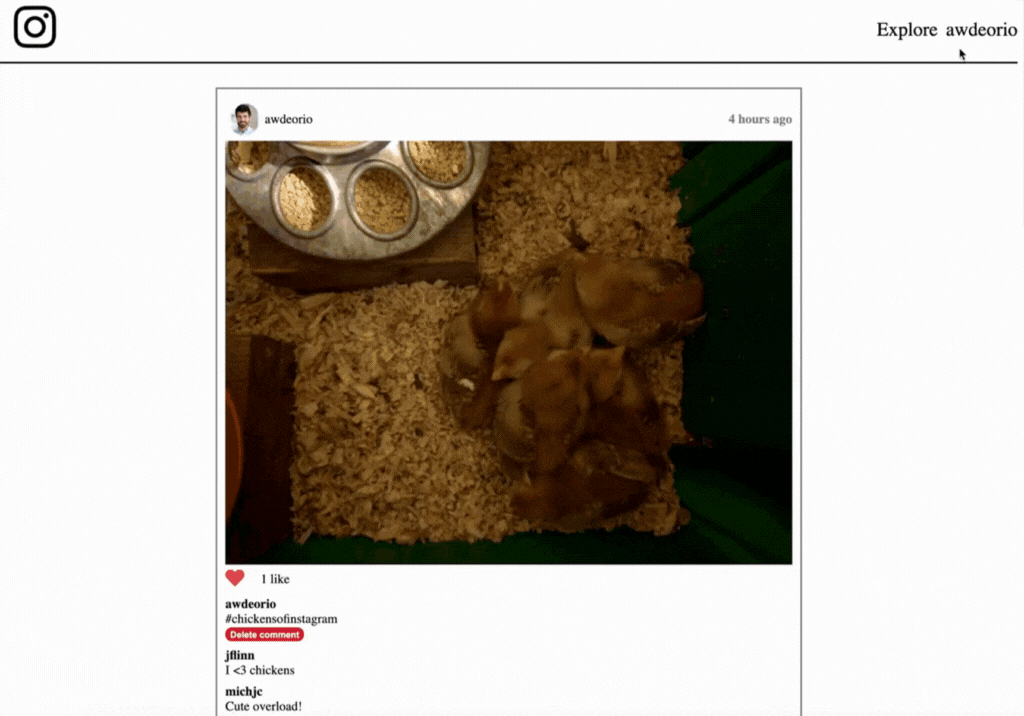 Explore awdeorio
awdeorio
4 hours ago
1 like
awdeorio
#chickensofinstagram
Delete comment
jflinn
I <3 chickens
michjc
Cute overload!